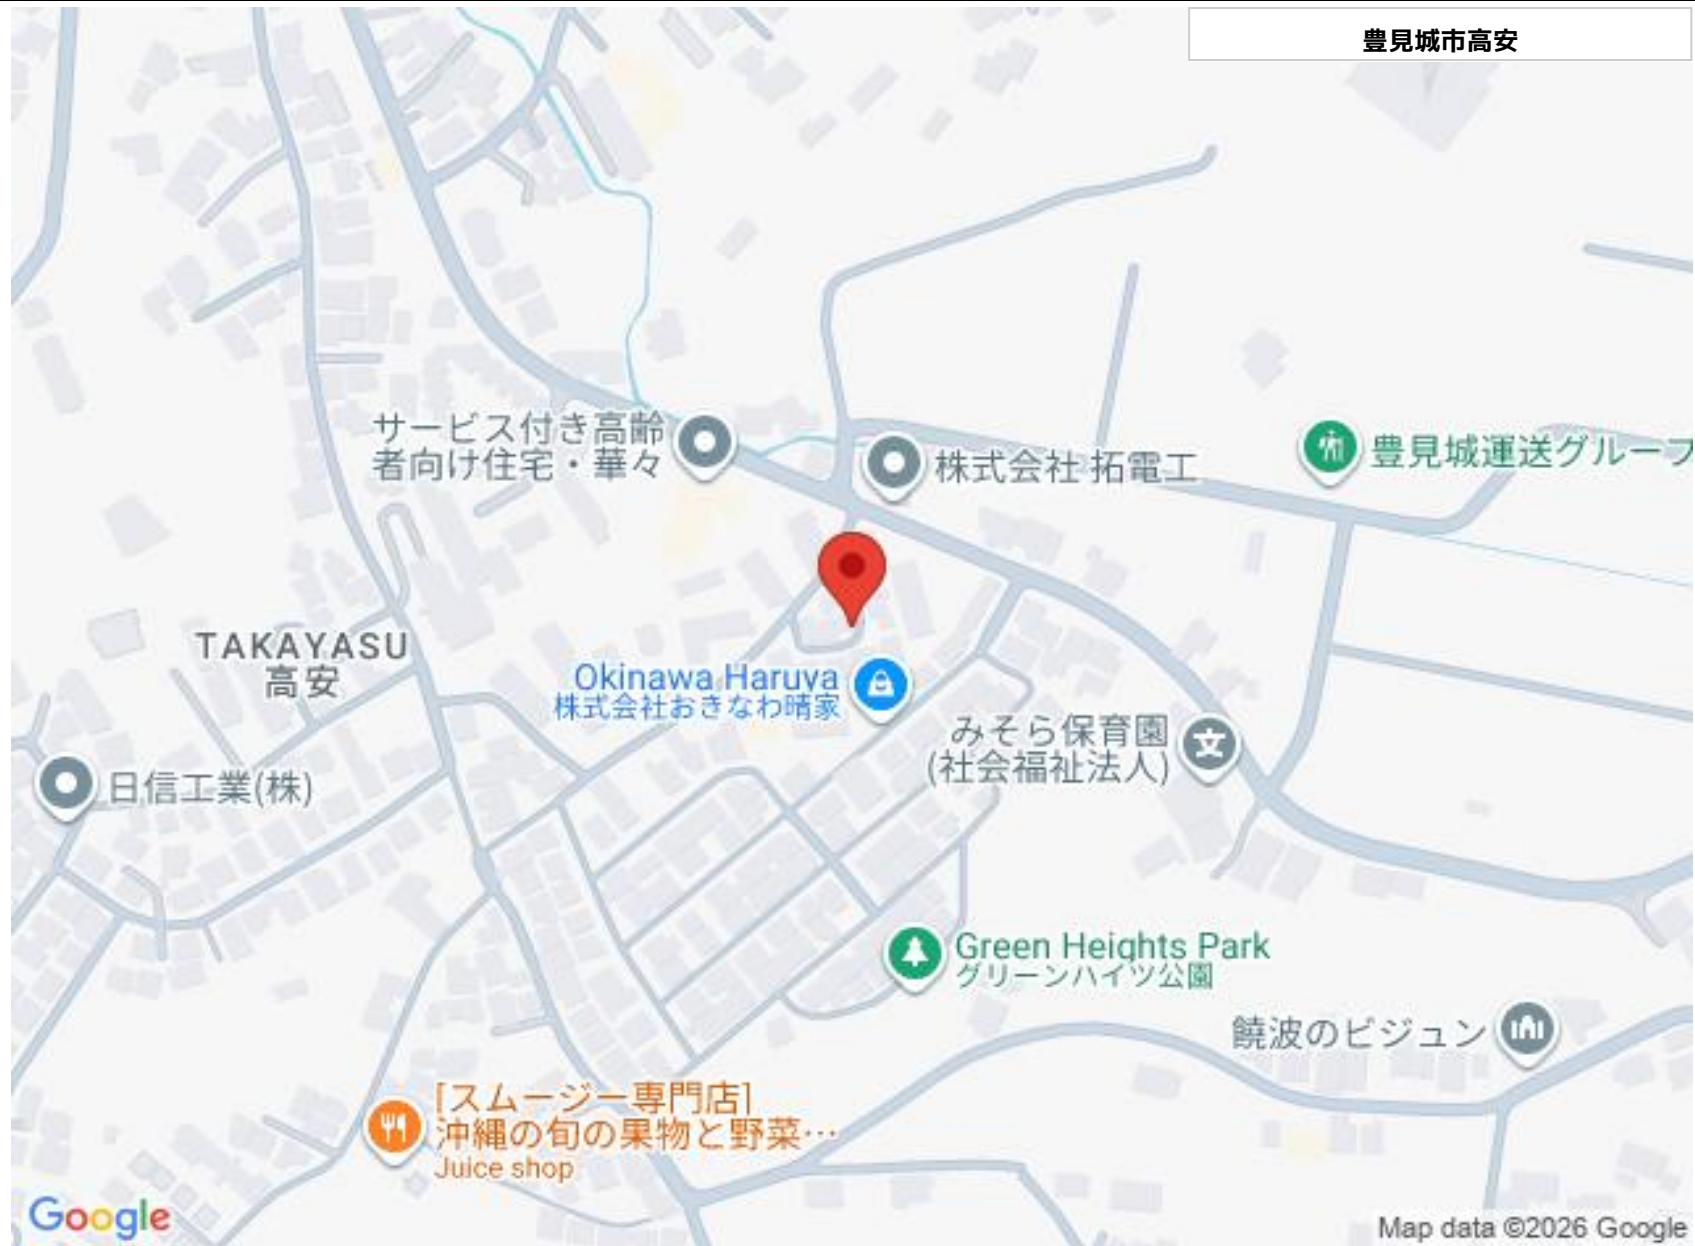 豊見城市高安
サービス付き高齢
者向け住宅・華々
株式会社 拓電工
豊見城運送グループ
TAKAYASU
高安
Okinawa Haruya
株式会社おきなわ晴家
みそら保育園
(社会福祉法人)
日信工業(株)
Green Heights Park
グリーンハイツ公園
饒波のビジュン
[スムージー専門店]
沖縄の旬の果物と野菜…
Juice shop
Google
Map data ©2026 Google